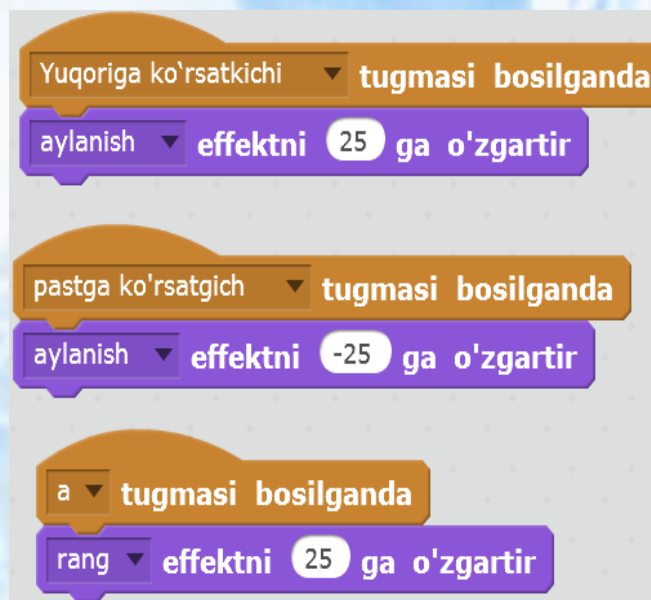 Yuqoriga ko`rsatkichi tugmasi bosilganda
aylanish effektni 25 ga o'zgartir
pastga ko'rsatgich tugmasi bosilganda
aylanish effektni -25 ga o'zgartir
a tugmasi bosilganda
rang effektni 25 ga o'zgartir